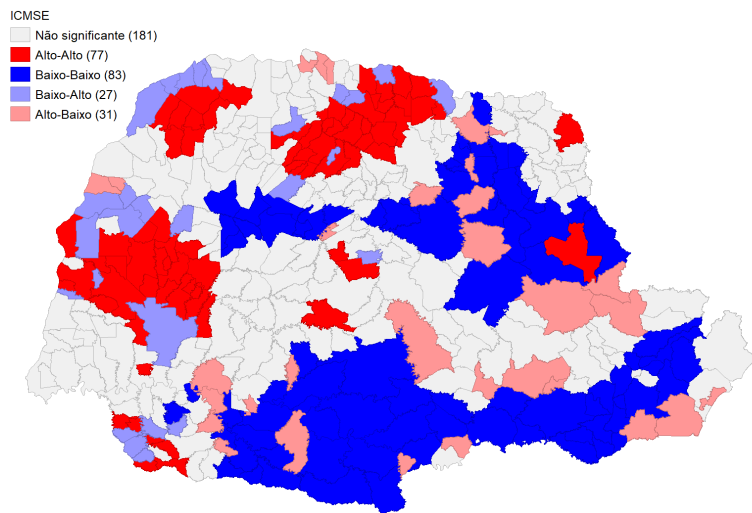 ICMSE
Não significante (181)
Alto-Alto (77)
Baixo-Baixo (83)
Baixo-Alto (27)
Alto-Baixo (31)